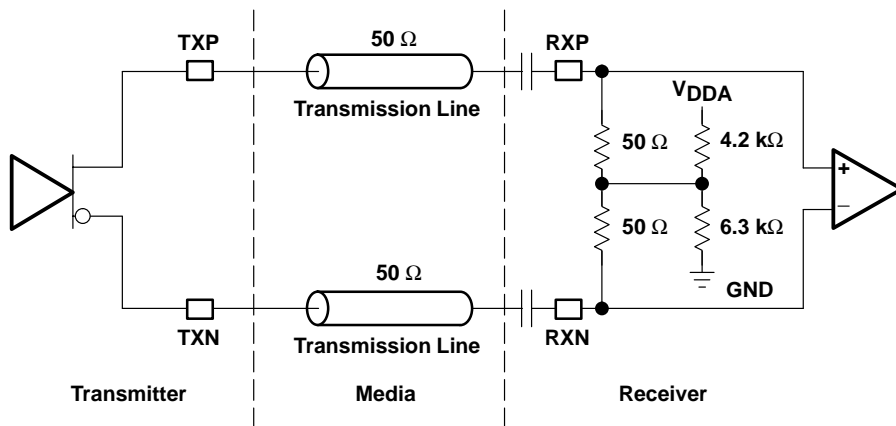 TXP
50 Ω
RXP
Transmission Line
VDDA
50 Ω
4.2 kΩ
+
−
50 Ω
6.3 kΩ
50 Ω
GND
TXN
RXN
Transmission Line
Transmitter
Media
Receiver